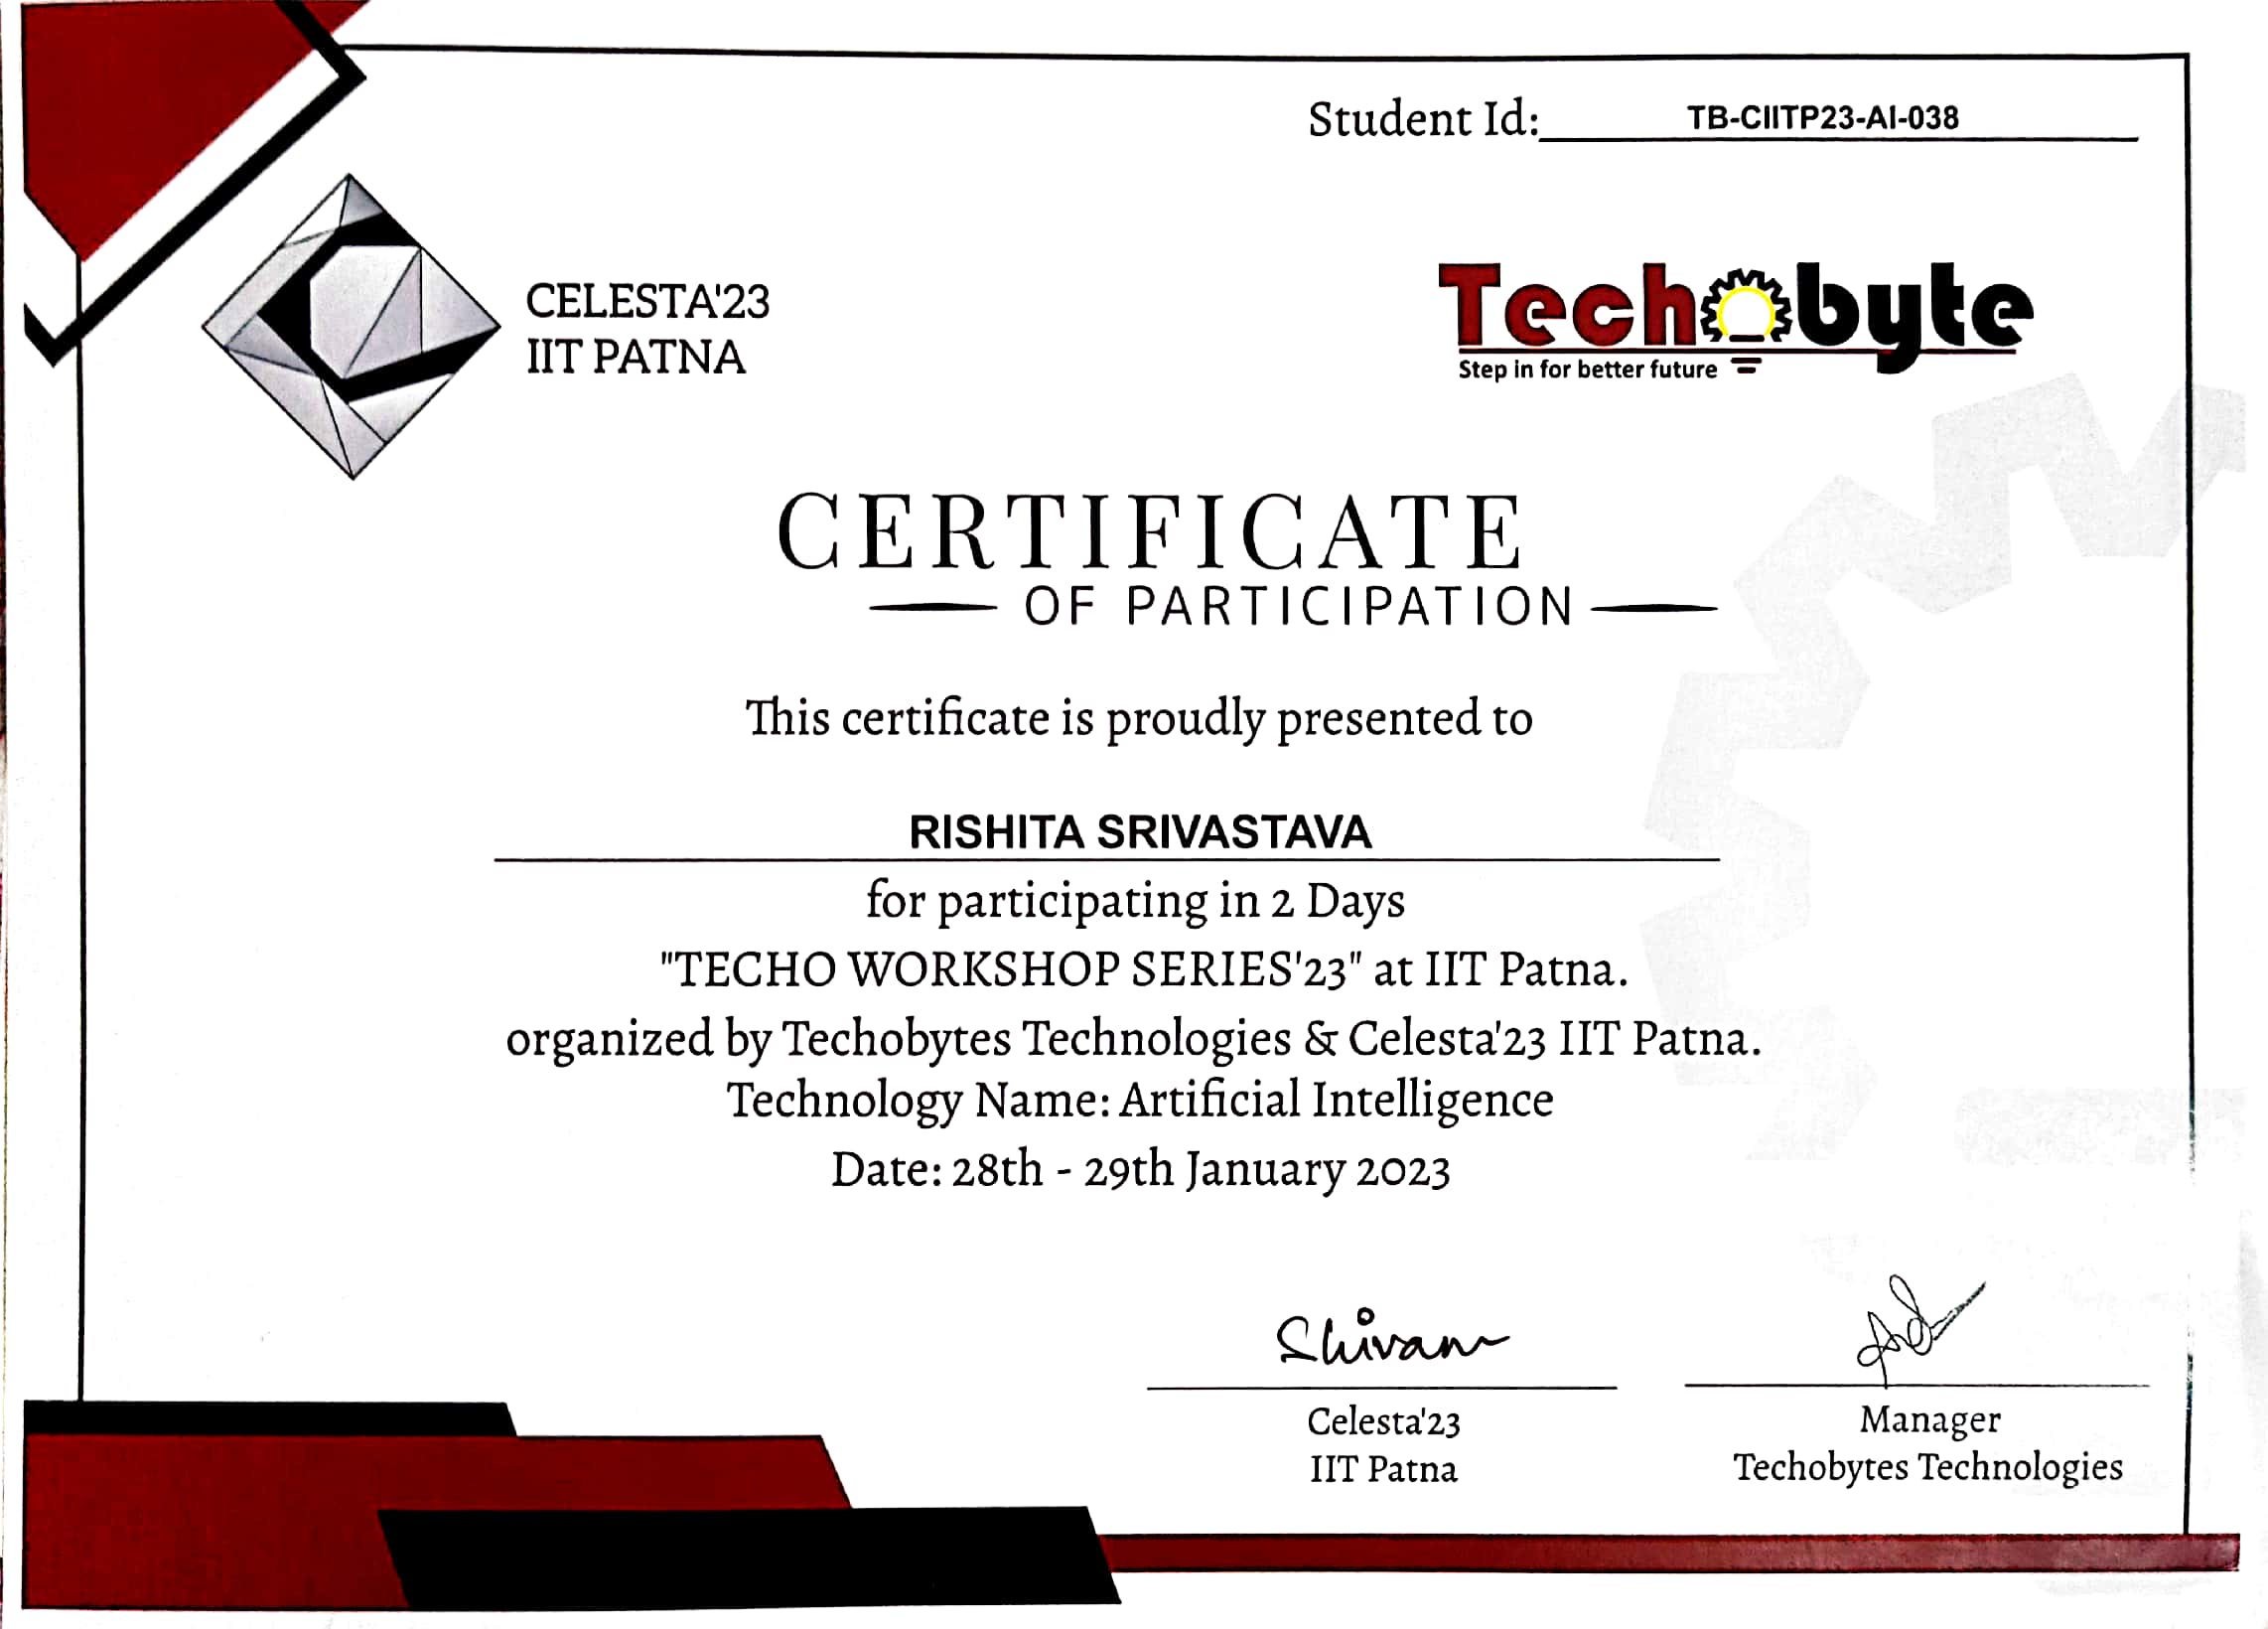 Student Id: TB-CIITP23-AI-038
CELESTA'23
IIT PATNA
Techobyte
Step in for better future
CERTIFICATE
OF PARTICIPATION
This certificate is proudly presented to
RISHITA SRIVASTAVA
for participating in 2 Days
"TECHO WORKSHOP SERIES'23" at IIT Patna.
organized by Techobytes Technologies & Celesta'23 IIT Patna.
Technology Name: Artificial Intelligence
Date: 28th - 29th January 2023
Shivam
Celesta'23
IIT Patna
Manager
Techobytes Technologies